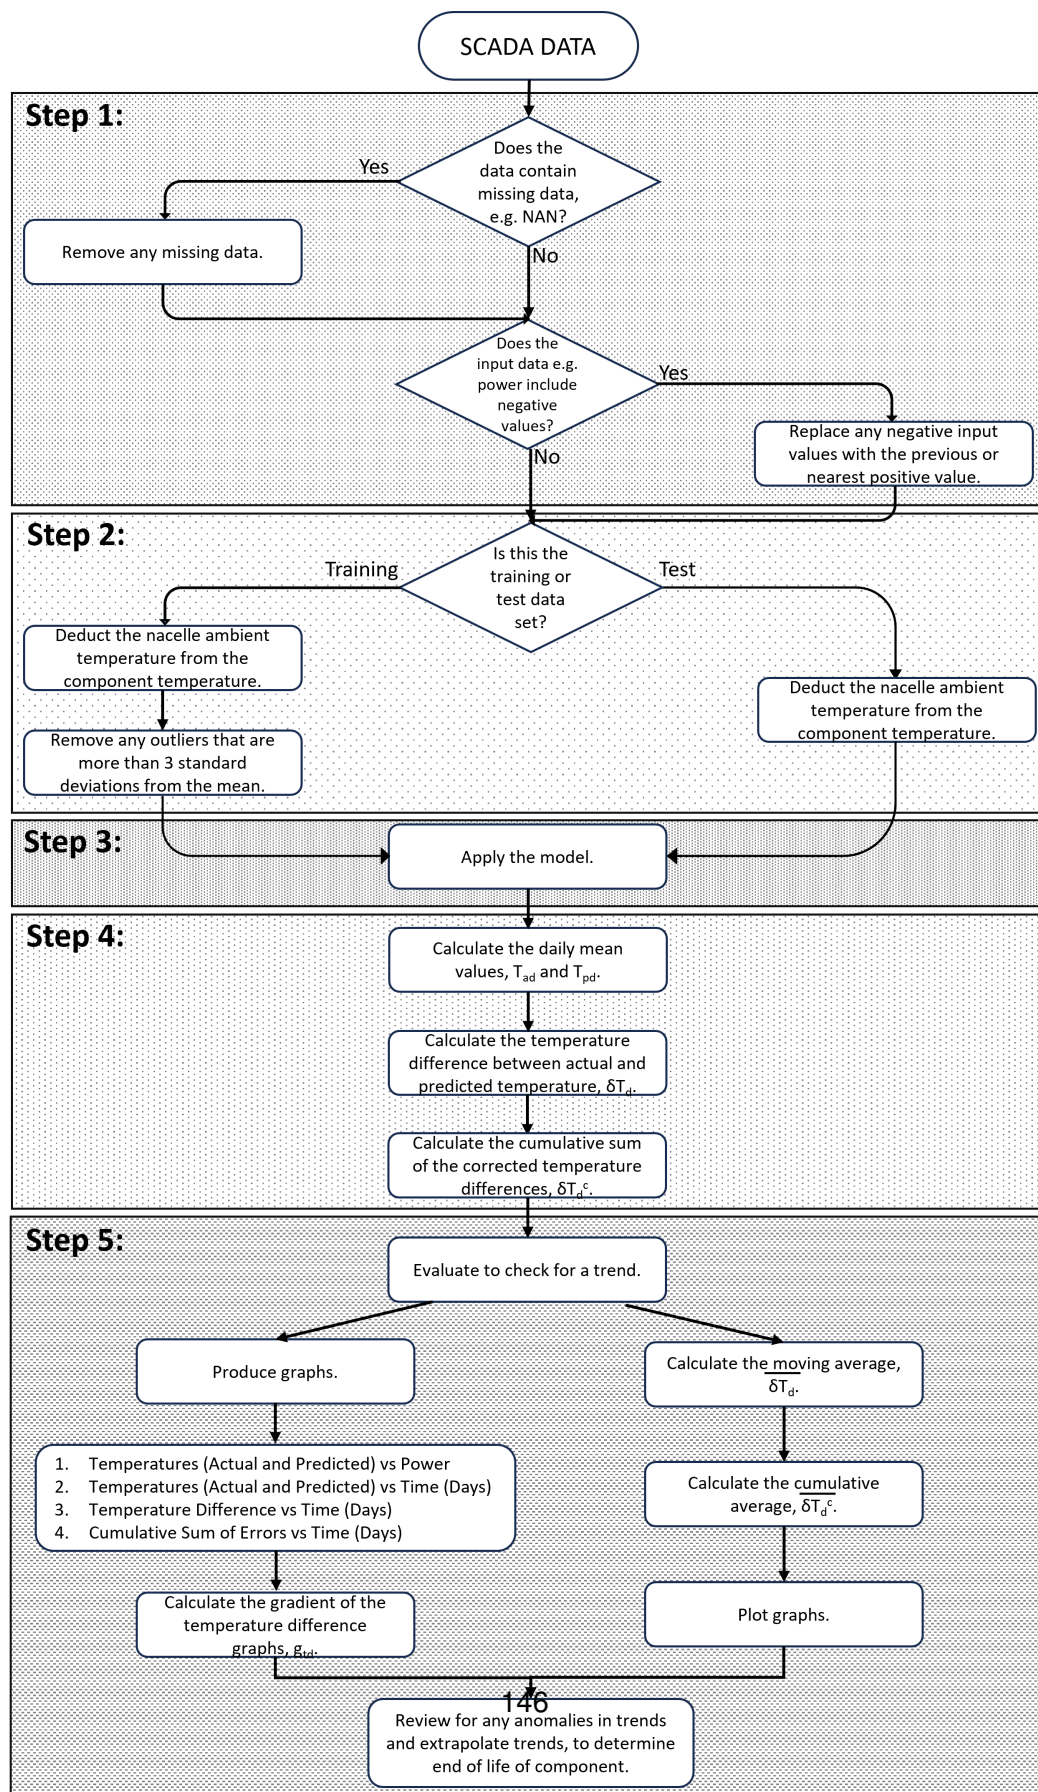 SCADA DATA
Step 1:
Does the
data contain
missing data,
e.g. NAN?
Yes
Remove any missing data.
No
Does the
input data e.g.
power include
negative
values?
Yes
Replace any negative input
values with the previous or
nearest positive value.
No
Step 2:
Is this the
training or
test data
set?
Training
Test
Deduct the nacelle ambient
temperature from the
component temperature.
Remove any outliers that are
more than 3 standard
deviations from the mean.
Deduct the nacelle ambient
temperature from the
component temperature.
Step 3:
Apply the model.
Step 4:
Calculate the daily mean
values, T_ad and T_pd.
Calculate the temperature
difference between actual and
predicted temperature, δT_d.
Calculate the cumulative sum
of the corrected temperature
differences, δT_d^c.
Step 5:
Evaluate to check for a trend.
Produce graphs.
1. Temperatures (Actual and Predicted) vs Power
2. Temperatures (Actual and Predicted) vs Time (Days)
3. Temperature Difference vs Time (Days)
4. Cumulative Sum of Errors vs Time (Days)
Calculate the gradient of the
temperature difference
graphs, g_td.
Calculate the moving average,
δT̅_d.
Calculate the cumulative
average, δT̅_d^c.
Plot graphs.
146
Review for any anomalies in trends
and extrapolate trends, to determine
end of life of component.